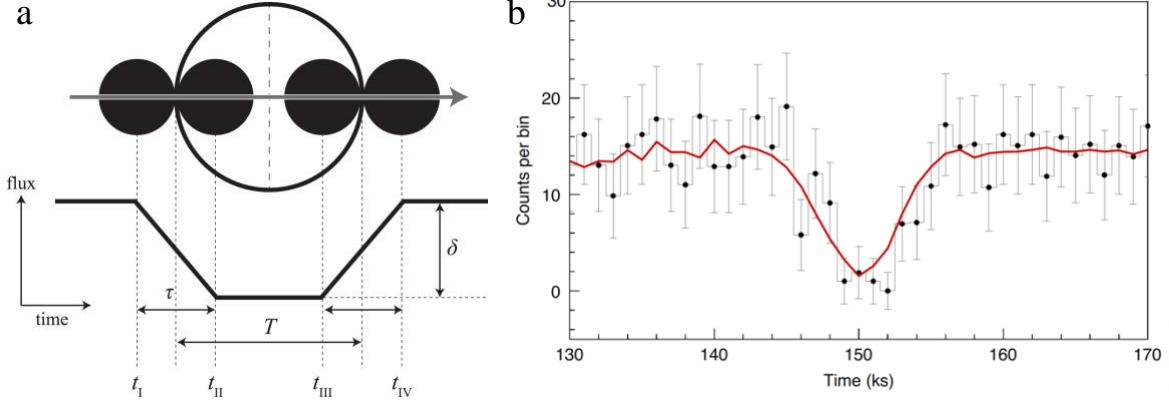 a
flux
time
τ
T
δ
t_I
t_II
t_III
t_IV
b
Counts per bin
30
20
10
0
130
140
150
160
170
Time (ks)